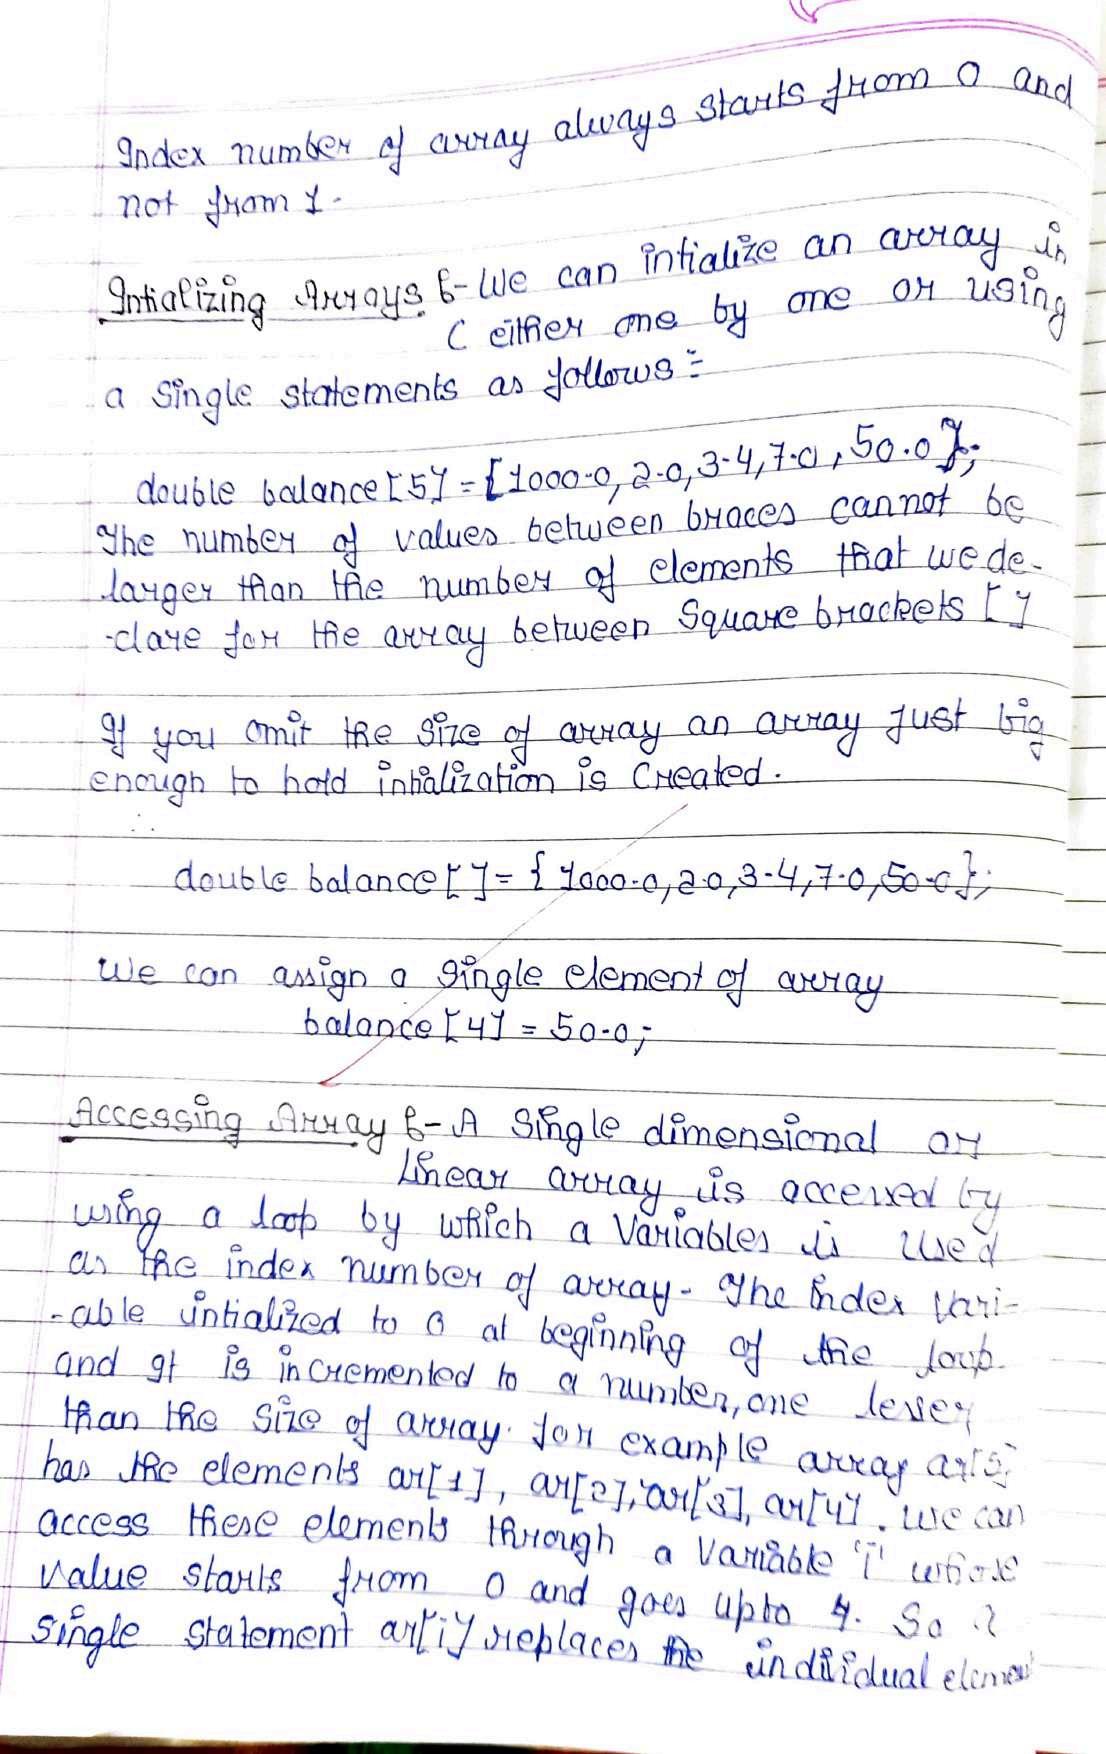 Index number of array always starts from 0 and
not from 1.
Intializing Arrays :- We can intialize an array in
C either one by one or using
a single statements as follows :-
double balance[5] = {1000.0, 2.0, 3.4, 7.0, 50.0};
The number of values between braces cannot be
larger than the number of elements that we de-
-clare for the array between square brackets []
If you omit the size of array an array just big
enough to hold intialization is created.
double balance[] = {1000.0, 2.0, 3.4, 7.0, 50.0};
We can assign a single element of array
balance[4] = 50.0;
Accessing Array :- A single dimensional or
linear array is accessed by
using a loop by which a variables is used
as the index number of array. The index vari-
-able intialized to 0 at beginning of the loop
and it is incremented to a number, one lesser
than the size of array. for example array ar[5]
has the elements ar[1], ar[2], ar[3], ar[4]. we can
access these elements through a variable 'i' whose
value starts from 0 and goes upto 4. So a
single statement ar[i] replaces the individual element